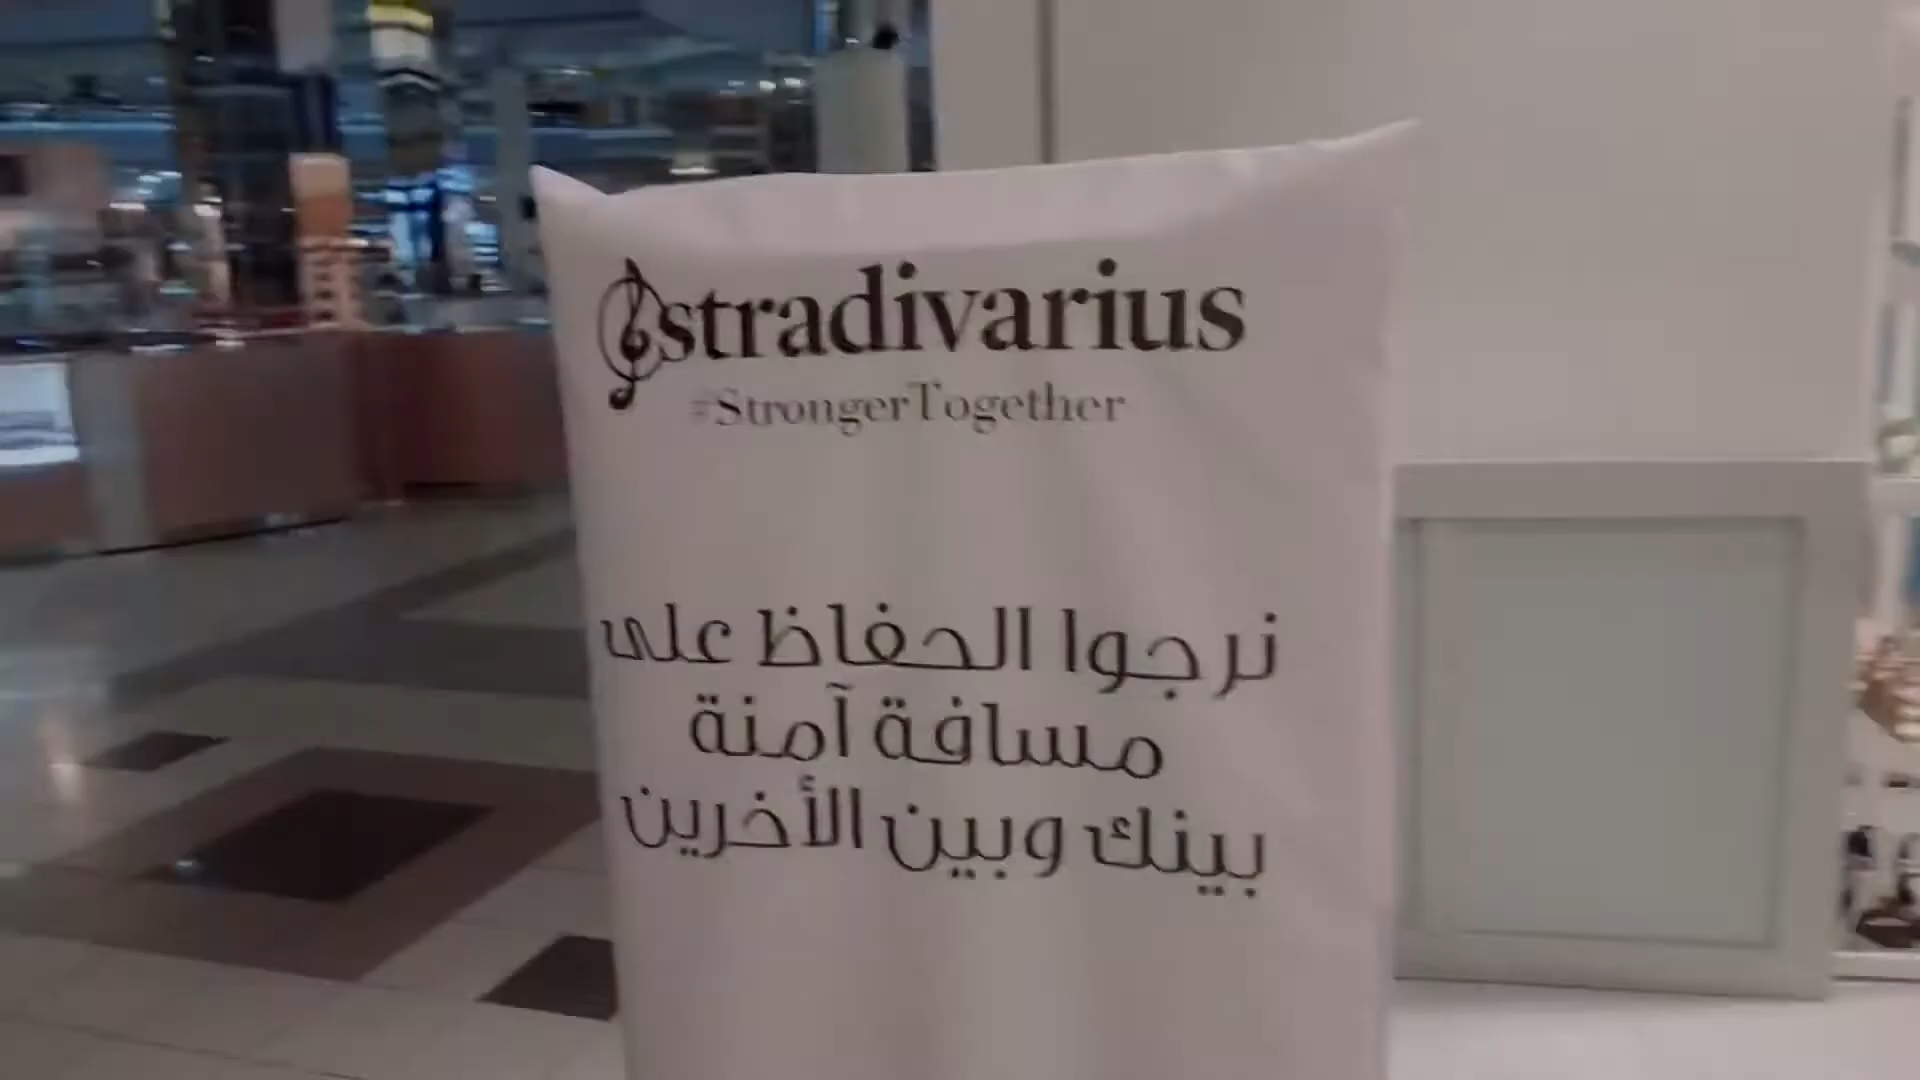 stradivarius
#StrongerTogether
نرجوا الحفاظ على
مسافة آمنة
بينك وبين الأخرين